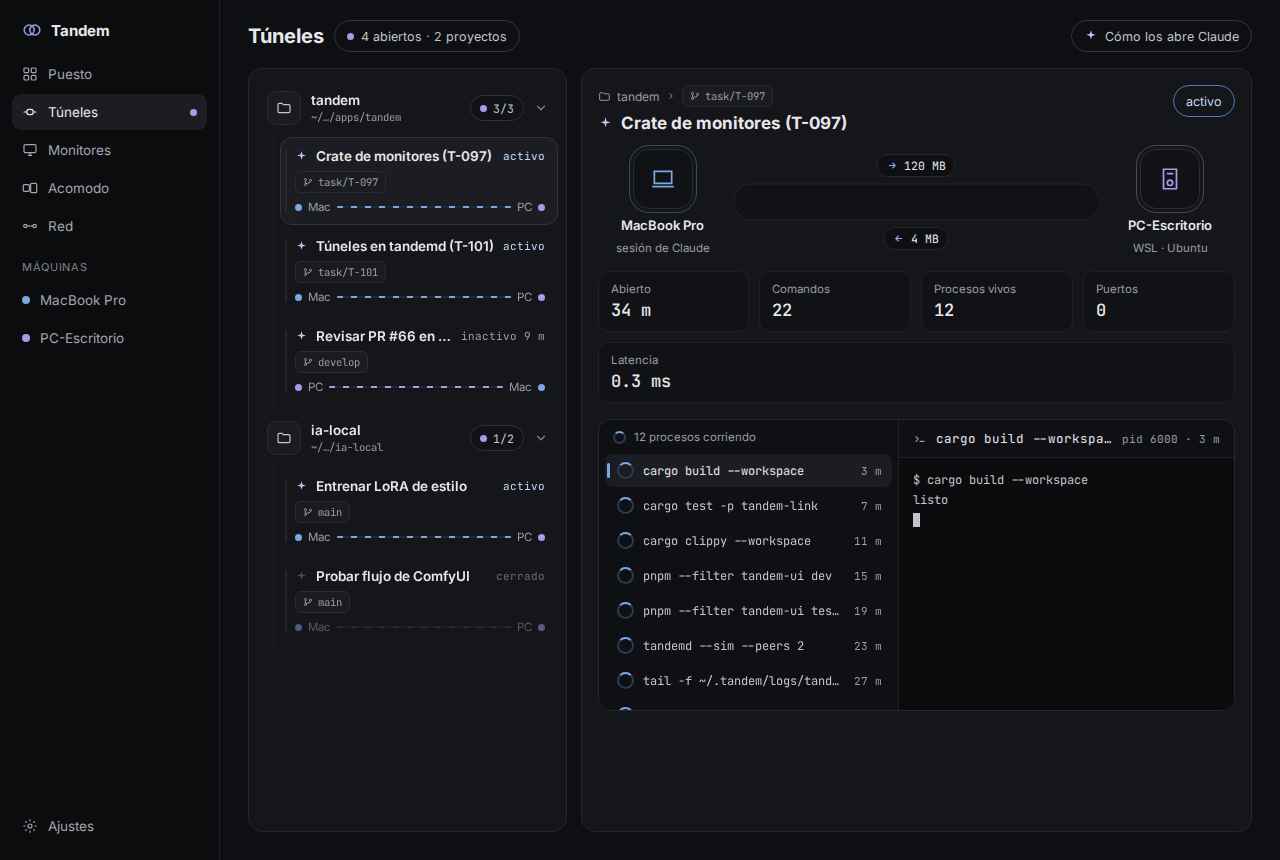 Tandem
Puesto
Túneles
Monitores
Acomodo
Red
MÁQUINAS
MacBook Pro
PC-Escritorio
Ajustes
Túneles
4 abiertos · 2 proyectos
Cómo los abre Claude
tandem
~/…/apps/tandem
3/3
Crate de monitores (T-097)
activo
task/T-097
Mac
PC
Túneles en tandemd (T-101)
activo
task/T-101
Mac
PC
Revisar PR #66 en ...
inactivo 9 m
develop
PC
Mac
ia-local
~/…/ia-local
1/2
Entrenar LoRA de estilo
activo
main
Mac
PC
Probar flujo de ComfyUI
cerrado
main
Mac
PC
tandem
task/T-097
Crate de monitores (T-097)
activo
MacBook Pro
sesión de Claude
→ 120 MB
← 4 MB
PC-Escritorio
WSL · Ubuntu
Abierto
34 m
Comandos
22
Procesos vivos
12
Puertos
0
Latencia
0.3 ms
12 procesos corriendo
cargo build --workspace
3 m
cargo test -p tandem-link
7 m
cargo clippy --workspace
11 m
pnpm --filter tandem-ui dev
15 m
pnpm --filter tandem-ui tes…
19 m
tandemd --sim --peers 2
23 m
tail -f ~/.tandem/logs/tand…
27 m
cargo build --workspa…
pid 6000 · 3 m
$ cargo build --workspace
listo